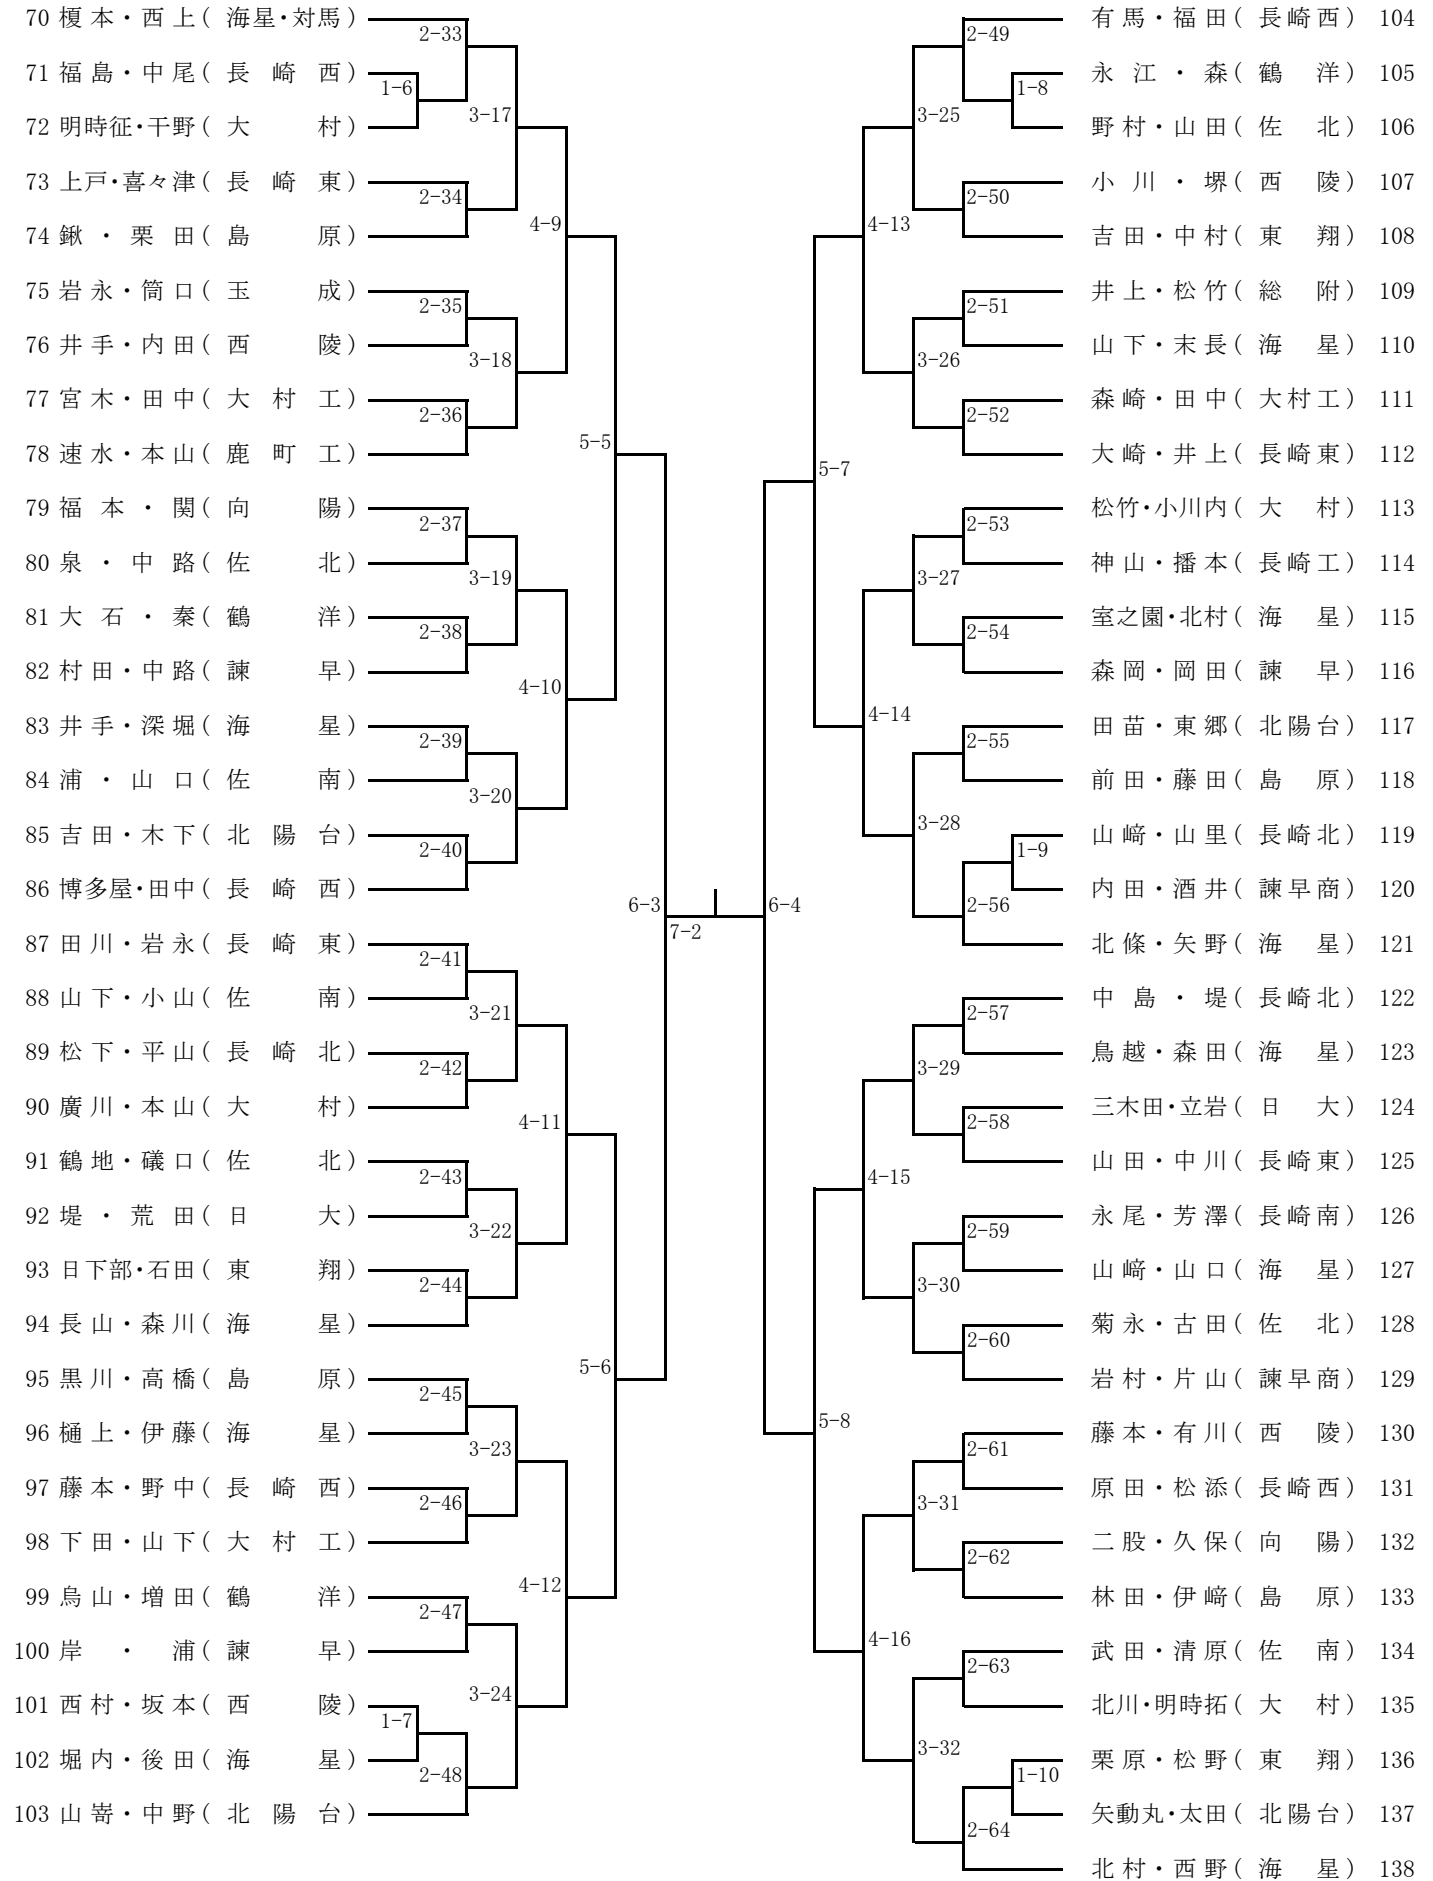 70 榎本・西上( 海星・対馬 )
2-33
71 福島・中尾( 長崎西 )
1-6
72 明時征・干野( 大村 )
3-17
73 上戸・喜々津( 長崎東 )
2-34
74 鍬・栗田( 島原 )
4-9
75 岩永・筒口( 玉成 )
2-35
76 井手・内田( 西陵 )
3-18
77 宮木・田中( 大村工 )
2-36
78 速水・本山( 鹿町工 )
5-5
79 福本・関( 向陽 )
2-37
80 泉・中路( 佐北 )
3-19
81 大石・秦( 鶴洋 )
2-38
82 村田・中路( 諫早 )
4-10
83 井手・深堀( 海星 )
2-39
84 浦・山口( 佐南 )
3-20
85 吉田・木下( 北陽台 )
2-40
86 博多屋・田中( 長崎西 )
6-3
7-2
87 田川・岩永( 長崎東 )
2-41
88 山下・小山( 佐南 )
3-21
89 松下・平山( 長崎北 )
2-42
90 廣川・本山( 大村 )
4-11
91 鶴地・礒口( 佐北 )
2-43
92 堤・荒田( 日大 )
3-22
93 日下部・石田( 東翔 )
2-44
94 長山・森川( 海星 )
5-6
95 黒川・高橋( 島原 )
2-45
96 樋上・伊藤( 海星 )
3-23
97 藤本・野中( 長崎西 )
2-46
98 下田・山下( 大村工 )
4-12
99 烏山・増田( 鶴洋 )
2-47
100 岸・浦( 諫早 )
3-24
101 西村・坂本( 西陵 )
1-7
102 堀内・後田( 海星 )
2-48
103 山嵜・中野( 北陽台 )
有馬・福田( 長崎西 ) 104
2-49
永江・森( 鶴洋 ) 105
1-8
野村・山田( 佐北 ) 106
3-25
小川・堺( 西陵 ) 107
2-50
吉田・中村( 東翔 ) 108
4-13
井上・松竹( 総附 ) 109
2-51
山下・末長( 海星 ) 110
3-26
森崎・田中( 大村工 ) 111
2-52
大崎・井上( 長崎東 ) 112
5-7
松竹・小川内( 大村 ) 113
2-53
神山・播本( 長崎工 ) 114
3-27
室之園・北村( 海星 ) 115
2-54
森岡・岡田( 諫早 ) 116
4-14
田苗・東郷( 北陽台 ) 117
2-55
前田・藤田( 島原 ) 118
3-28
山﨑・山里( 長崎北 ) 119
1-9
内田・酒井( 諫早商 ) 120
2-56
6-4
北條・矢野( 海星 ) 121
中島・堤( 長崎北 ) 122
2-57
鳥越・森田( 海星 ) 123
3-29
三木田・立岩( 日大 ) 124
2-58
山田・中川( 長崎東 ) 125
4-15
永尾・芳澤( 長崎南 ) 126
2-59
山﨑・山口( 海星 ) 127
3-30
菊永・古田( 佐北 ) 128
2-60
岩村・片山( 諫早商 ) 129
5-8
藤本・有川( 西陵 ) 130
2-61
原田・松添( 長崎西 ) 131
3-31
二股・久保( 向陽 ) 132
2-62
林田・伊﨑( 島原 ) 133
4-16
武田・清原( 佐南 ) 134
2-63
北川・明時拓( 大村 ) 135
3-32
栗原・松野( 東翔 ) 136
1-10
矢動丸・太田( 北陽台 ) 137
2-64
北村・西野( 海星 ) 138